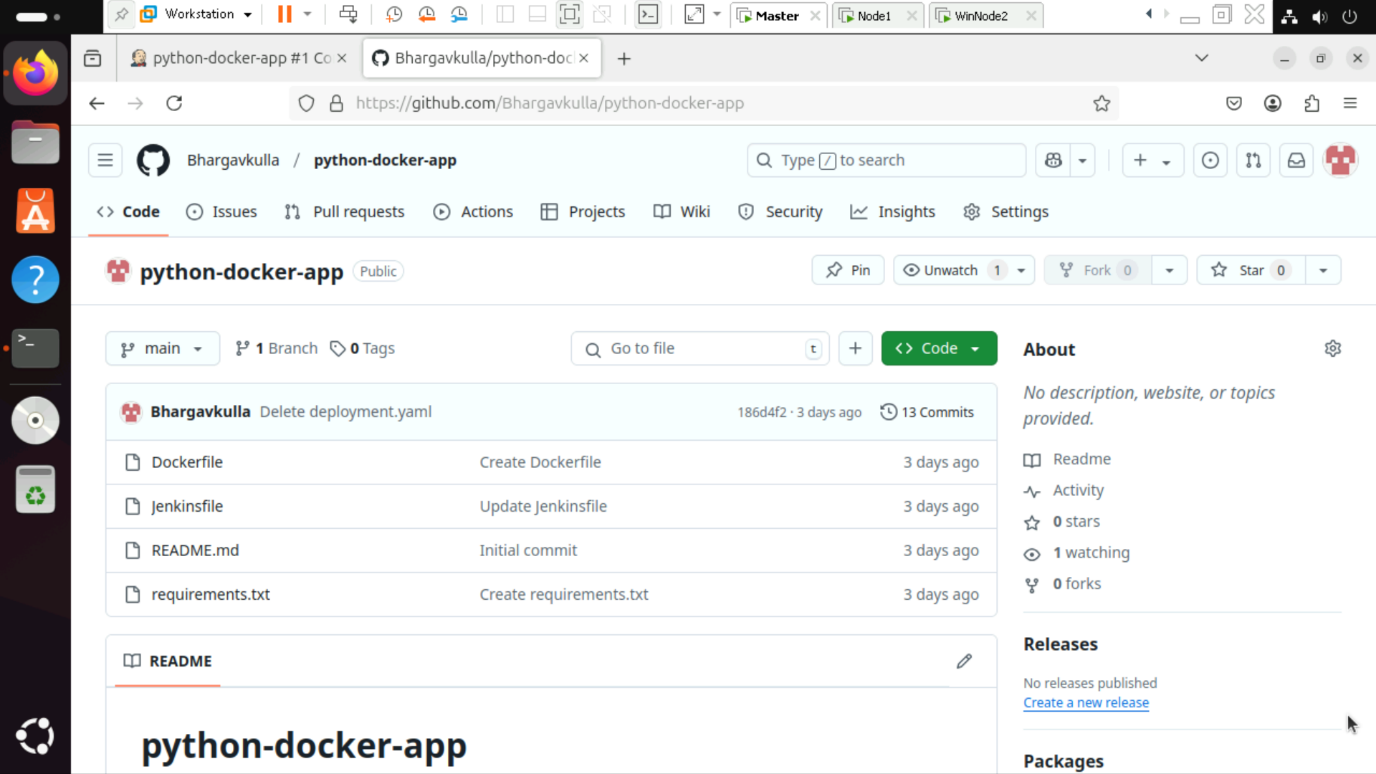 Workstation
Master
Node1
WinNode2
python-docker-app #1 Co
Bhargavkulla/python-doc
https://github.com/Bhargavkulla/python-docker-app
Bhargavkulla / python-docker-app
Type / to search
Code
Issues
Pull requests
Actions
Projects
Wiki
Security
Insights
Settings
python-docker-app Public
Pin
Unwatch 1
Fork 0
Star 0
main
1 Branch
0 Tags
Go to file t
Code
Bhargavkulla Delete deployment.yaml 186d4f2 · 3 days ago 13 Commits
Dockerfile Create Dockerfile 3 days ago
Jenkinsfile Update Jenkinsfile 3 days ago
README.md Initial commit 3 days ago
requirements.txt Create requirements.txt 3 days ago
README
python-docker-app
About
No description, website, or topics
provided.
Readme
Activity
0 stars
1 watching
0 forks
Releases
No releases published
Create a new release
Packages